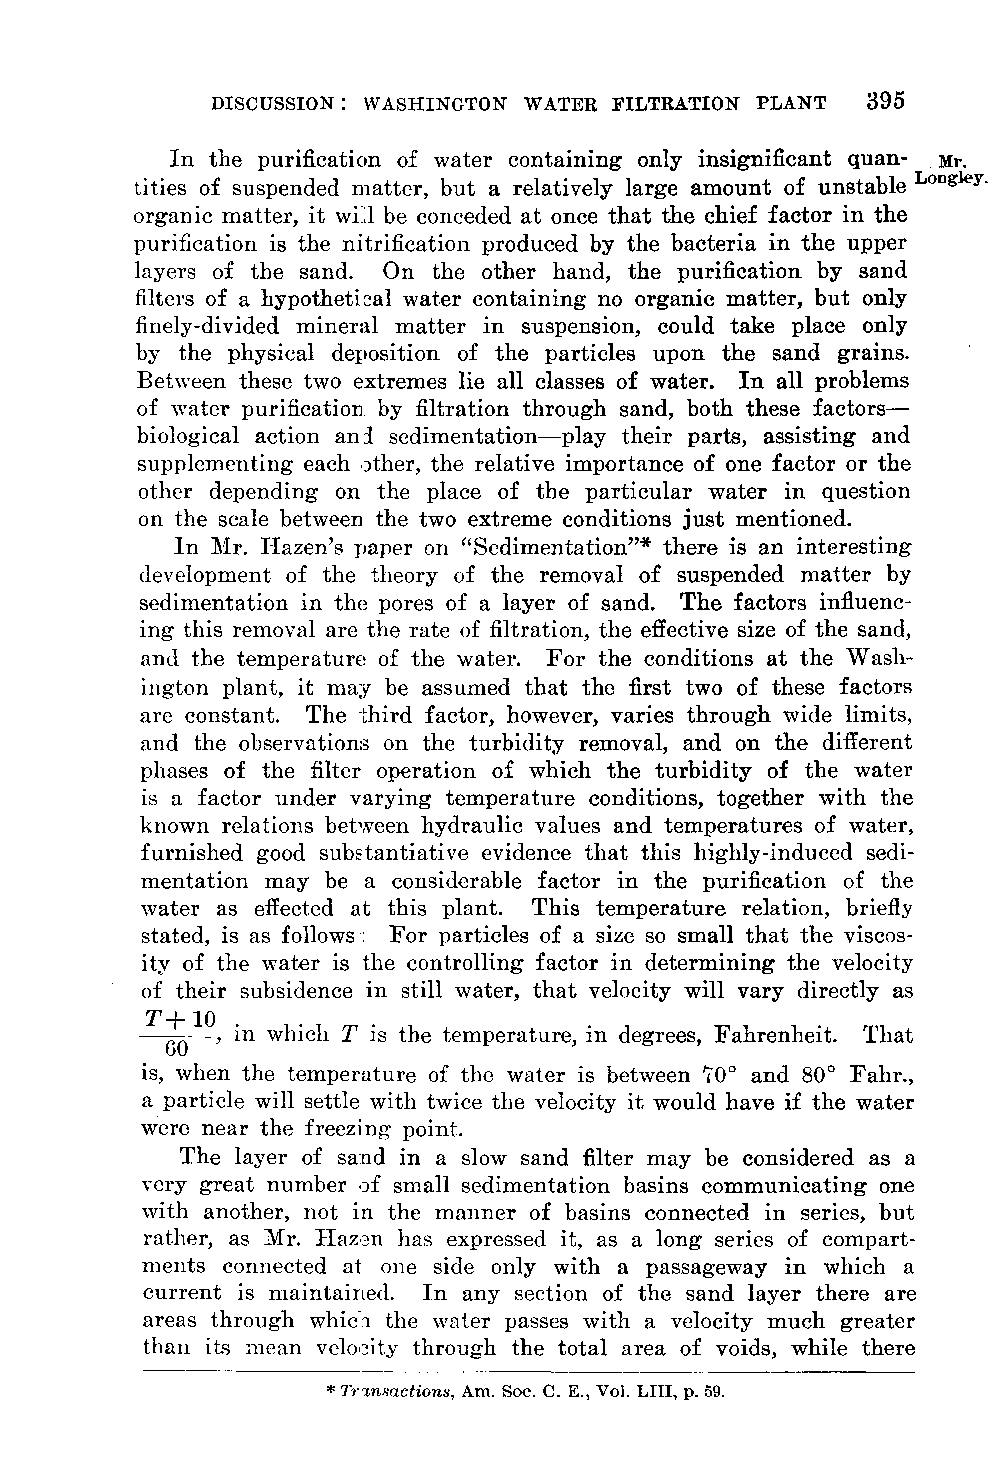 DISCUSSION: WASHINGTON WATER FILTRATION PLANT 395
In the purification of water containing only insignificant quan-
Mr.
Longley.
tities of suspended matter, but a relatively large amount of unstable
organic matter, it will be conceded at once that the chief factor in the
purification is the nitrification produced by the bacteria in the upper
layers of the sand. On the other hand, the purification by sand
filters of a hypothetical water containing no organic matter, but only
finely-divided mineral matter in suspension, could take place only
by the physical deposition of the particles upon the sand grains.
Between these two extremes lie all classes of water. In all problems
of water purification by filtration through sand, both these factors—
biological action and sedimentation—play their parts, assisting and
supplementing each other, the relative importance of one factor or the
other depending on the place of the particular water in question
on the scale between the two extreme conditions just mentioned.
In Mr. Hazen's paper on "Sedimentation"* there is an interesting
development of the theory of the removal of suspended matter by
sedimentation in the pores of a layer of sand. The factors influenc-
ing this removal are the rate of filtration, the effective size of the sand,
and the temperature of the water. For the conditions at the Wash-
ington plant, it may be assumed that the first two of these factors
are constant. The third factor, however, varies through wide limits,
and the observations on the turbidity removal, and on the different
phases of the filter operation of which the turbidity of the water
is a factor under varying temperature conditions, together with the
known relations between hydraulic values and temperatures of water,
furnished good substantiative evidence that this highly-induced sedi-
mentation may be a considerable factor in the purification of the
water as effected at this plant. This temperature relation, briefly
stated, is as follows: For particles of a size so small that the viscos-
ity of the water is the controlling factor in determining the velocity
of their subsidence in still water, that velocity will vary directly as
T + 10
60
, in which T is the temperature, in degrees, Fahrenheit. That
is, when the temperature of the water is between 70° and 80° Fahr.,
a particle will settle with twice the velocity it would have if the water
were near the freezing point.
The layer of sand in a slow sand filter may be considered as a
very great number of small sedimentation basins communicating one
with another, not in the manner of basins connected in series, but
rather, as Mr. Hazen has expressed it, as a long series of compart-
ments connected at one side only with a passageway in which a
current is maintained. In any section of the sand layer there are
areas through which the water passes with a velocity much greater
than its mean velocity through the total area of voids, while there
* Transactions, Am. Soc. C. E., Vol. LIII, p. 59.